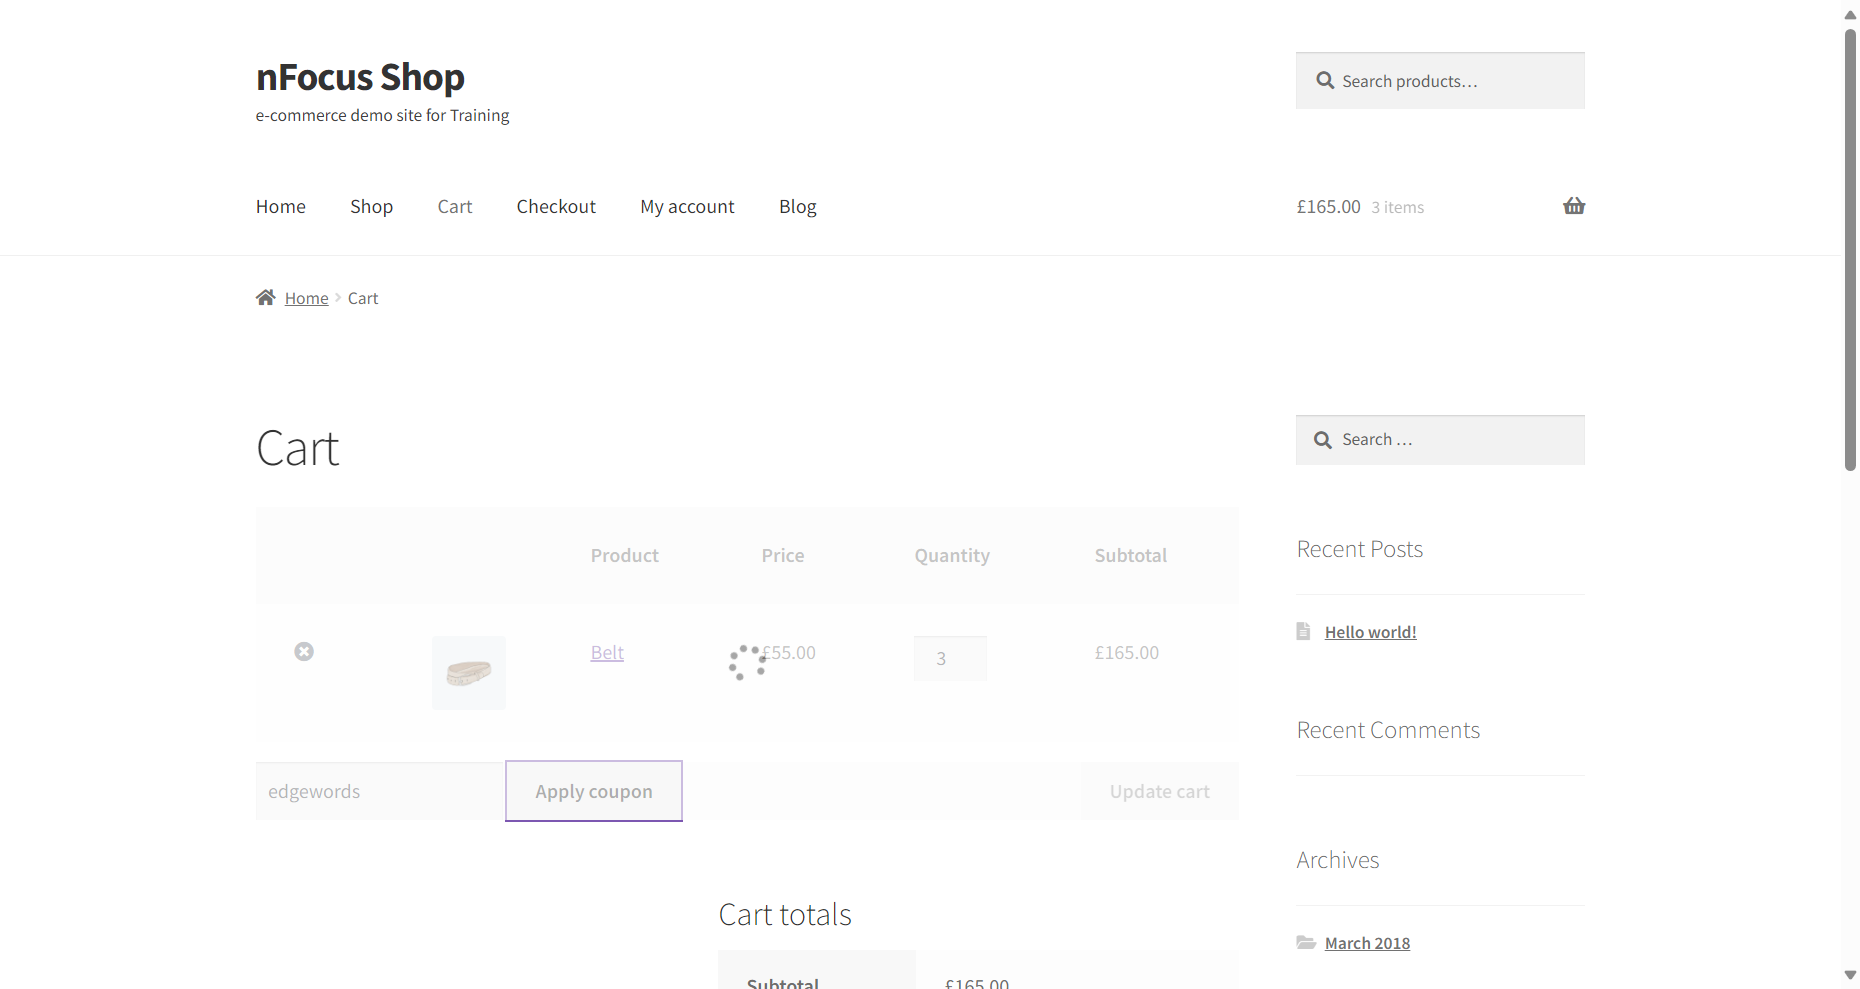 nFocus Shop
e-commerce demo site for Training
Search products…
Home Shop Cart Checkout My account Blog
£165.00 3 items
Home Cart
Cart
Search …
Product Price Quantity Subtotal
Belt £55.00 3 £165.00
edgewords Apply coupon Update cart
Cart totals
Subtotal £165.00
Recent Posts
Hello world!
Recent Comments
Archives
March 2018